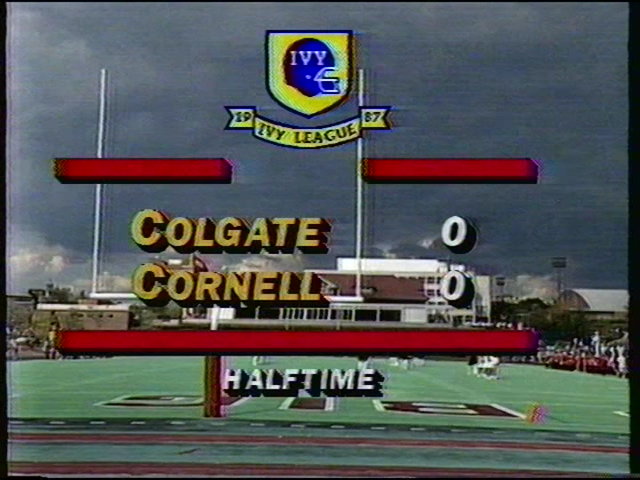 IVY
19 IVY LEAGUE 87
COLGATE 0
CORNELL 0
HALFTIME